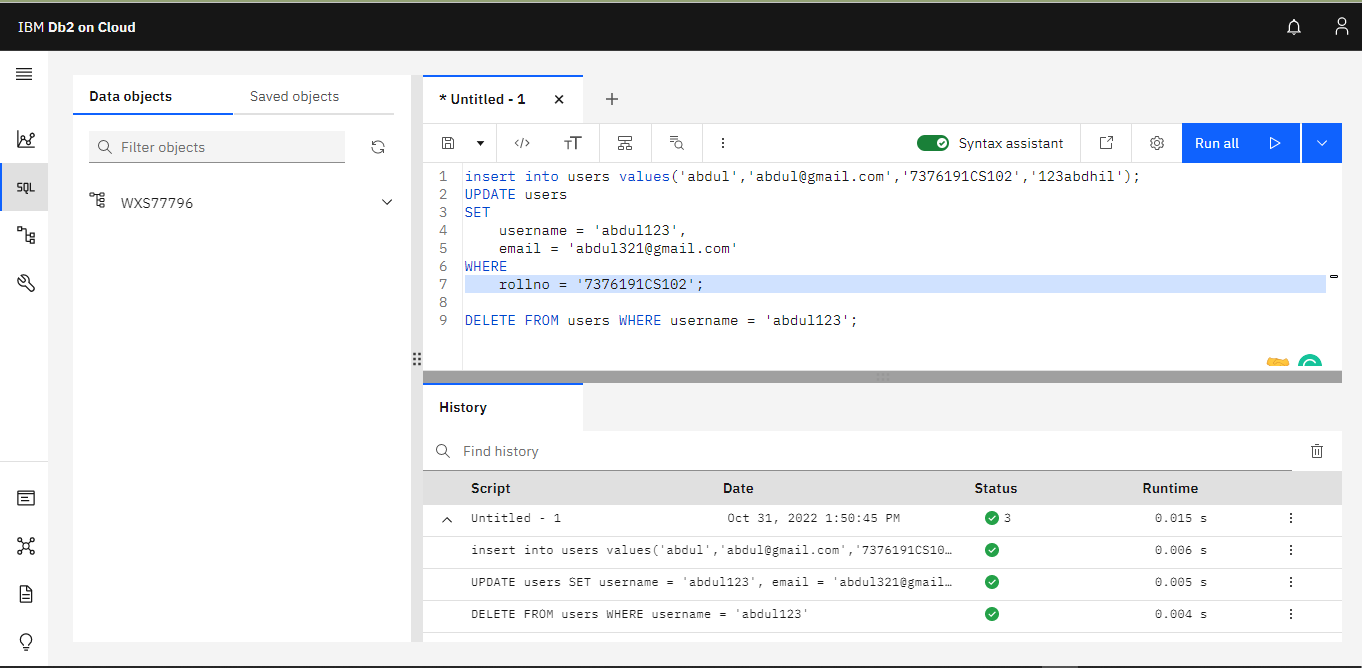 IBM Db2 on Cloud
Data objects
Saved objects
Filter objects
SQL
WXS77796
* Untitled - 1
Syntax assistant
Run all
1 insert into users values('abdul','abdul@gmail.com','7376191CS102','123abdhil');
2 UPDATE users
3 SET
4 username = 'abdul123',
5 email = 'abdul321@gmail.com'
6 WHERE
7 rollno = '7376191CS102';
8
9 DELETE FROM users WHERE username = 'abdul123';
History
Find history
Script Date Status Runtime
Untitled - 1 Oct 31, 2022 1:50:45 PM 3 0.015 s
insert into users values('abdul','abdul@gmail.com','7376191CS10… 0.006 s
UPDATE users SET username = 'abdul123', email = 'abdul321@gmail… 0.005 s
DELETE FROM users WHERE username = 'abdul123' 0.004 s